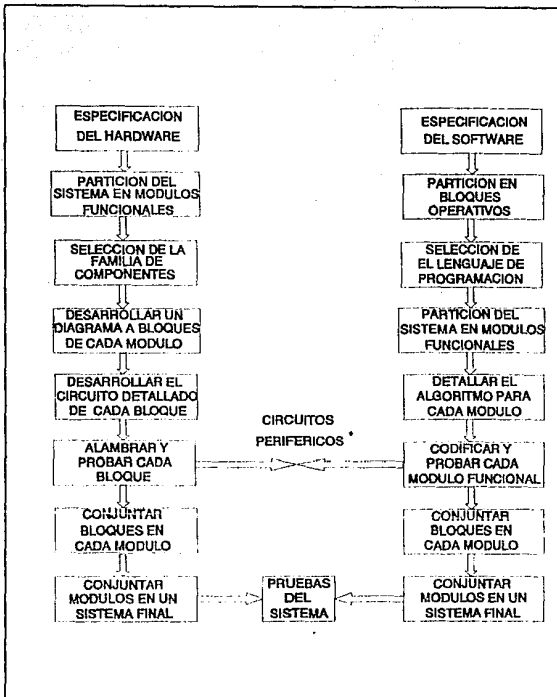 ESPECIFICACION
DEL HARDWARE
PARTICION DEL
SISTEMA EN MODULOS
FUNCIONALES
SELECCION DE LA
FAMILIA DE
COMPONENTES
DESARROLLAR UN
DIAGRAMA A BLOQUES
DE CADA MODULO
DESARROLLAR EL
CIRCUITO DETALLADO
DE CADA BLOQUE
ALAMBRAR Y
PROBAR CADA
BLOQUE
CONJUNTAR
BLOQUES EN
CADA MODULO
CONJUNTAR
MODULOS EN UN
SISTEMA FINAL
CIRCUITOS
PERIFERICOS *
PRUEBAS
DEL
SISTEMA
ESPECIFICACION
DEL SOFTWARE
PARTICION EN
BLOQUES
OPERATIVOS
SELECCION DE
EL LENGUAJE DE
PROGRAMACION
PARTICION DEL
SISTEMA EN MODULOS
FUNCIONALES
DETALLAR EL
ALGORITMO PARA
CADA MODULO
CODIFICAR Y
PROBAR CADA
MODULO FUNCIONAL
CONJUNTAR
BLOQUES EN
CADA MODULO
CONJUNTAR
MODULOS EN UN
SISTEMA FINAL